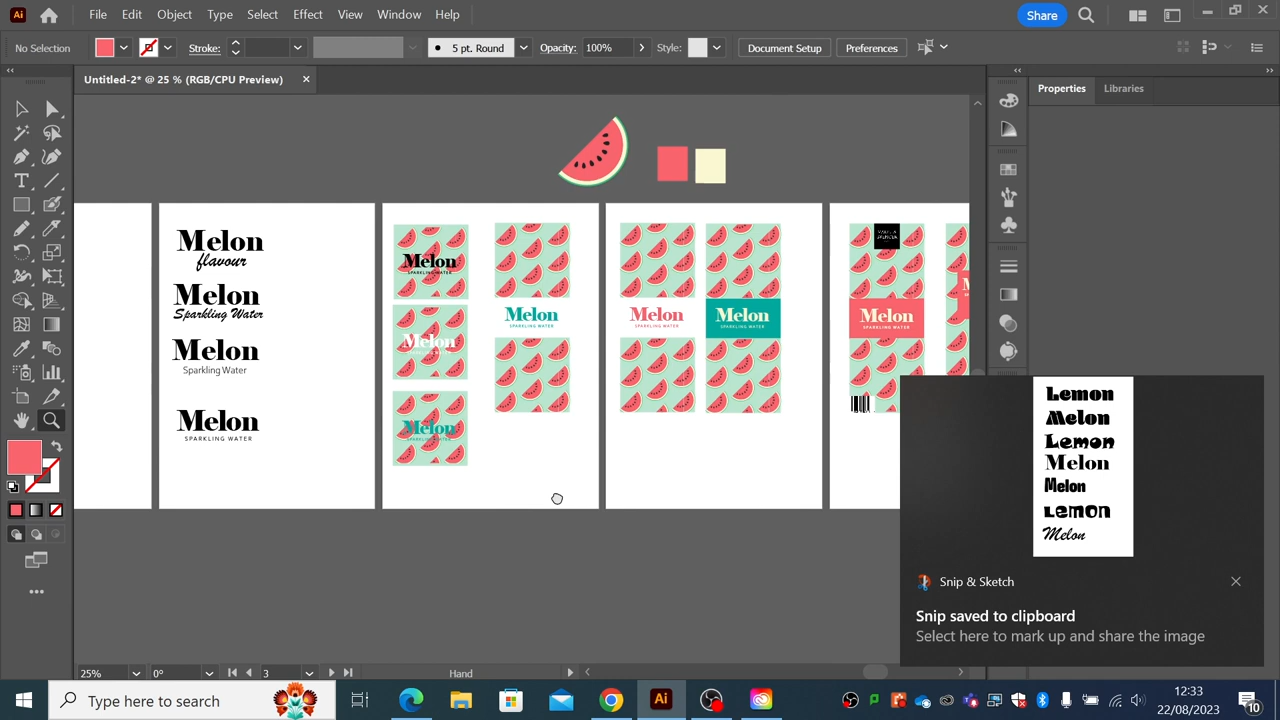 Ai
File
Edit
Object
Type
Select
Effect
View
Window
Help
Share
No Selection
Stroke:
5 pt. Round
Opacity:
100%
Style:
Document Setup
Preferences
Untitled-2* @ 25 % (RGB/CPU Preview)
Properties
Libraries
Melon
flavour
Melon
Sparkling Water
Melon
Sparkling Water
Melon
SPARKLING WATER
Melon
SPARKLING WATER
Melon
Melon
Melon
SPARKLING WATER
Melon
SPARKLING WATER
Melon
SPARKLING WATER
Melon
SPARKLING WATER
Lemon
Melon
Lemon
Melon
Melon
Lemon
Melon
Snip & Sketch
Snip saved to clipboard
Select here to mark up and share the image
25%
0°
3
Hand
Type here to search
Ai
12:33
22/08/2023
10